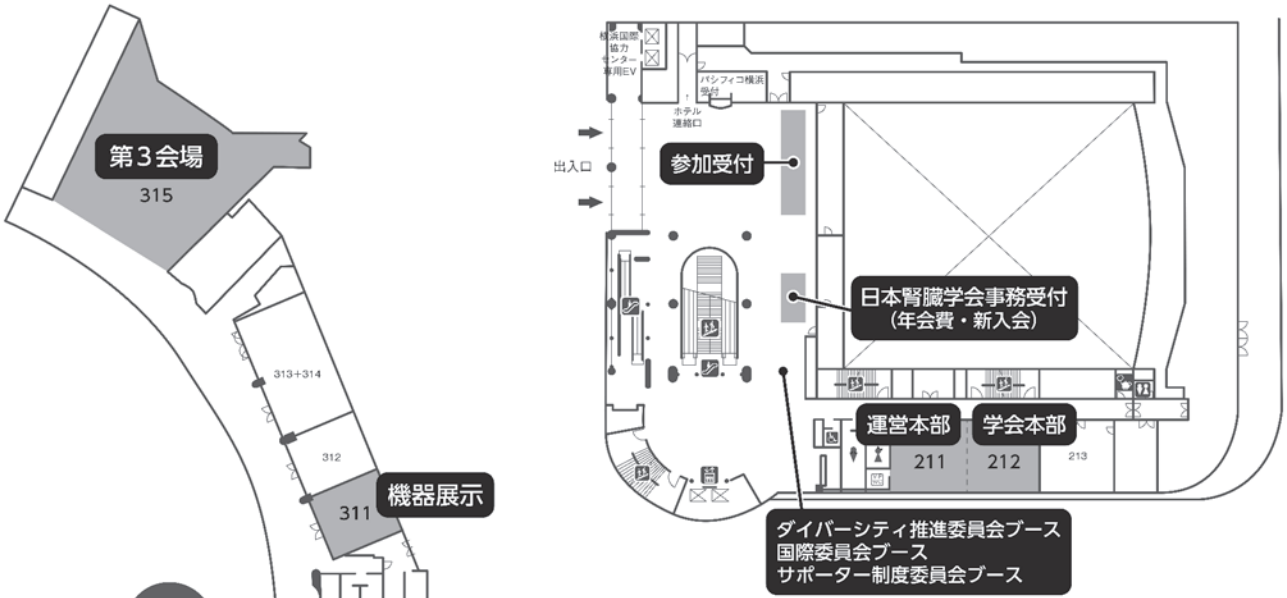 第3会場
315
313+314
312
311
機器展示
横浜国際
協力
センター
専用EV
パシフィコ横浜
受付
↑
ホテル
連絡口
出入口
参加受付
日本腎臓学会事務受付
(年会費・新入会)
運営本部
211
学会本部
212
213
ダイバーシティ推進委員会ブース
国際委員会ブース
サポーター制度委員会ブース